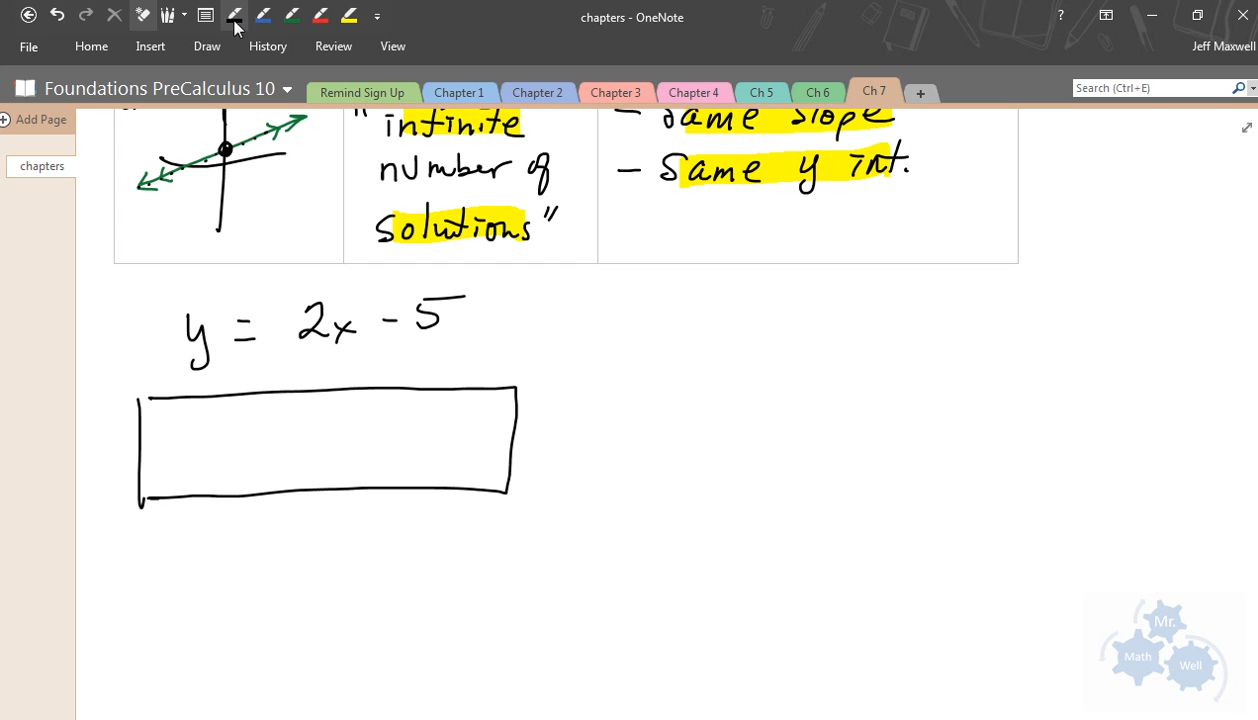 chapters - OneNote
?
File Home Insert Draw History Review View
Jeff Maxwell
Foundations PreCalculus 10
Remind Sign Up Chapter 1 Chapter 2 Chapter 3 Chapter 4 Ch 5 Ch 6 Ch 7 +
Search (Ctrl+E)
Add Page
chapters
" infinite
number of
solutions"
- same slope
- same y int.
y = 2x - 5
Mr.
Math
Well